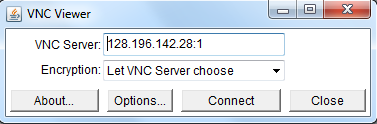 VNC Viewer
VNC Server: 128.196.142.28:1
Encryption: Let VNC Server choose
About... Options... Connect Close